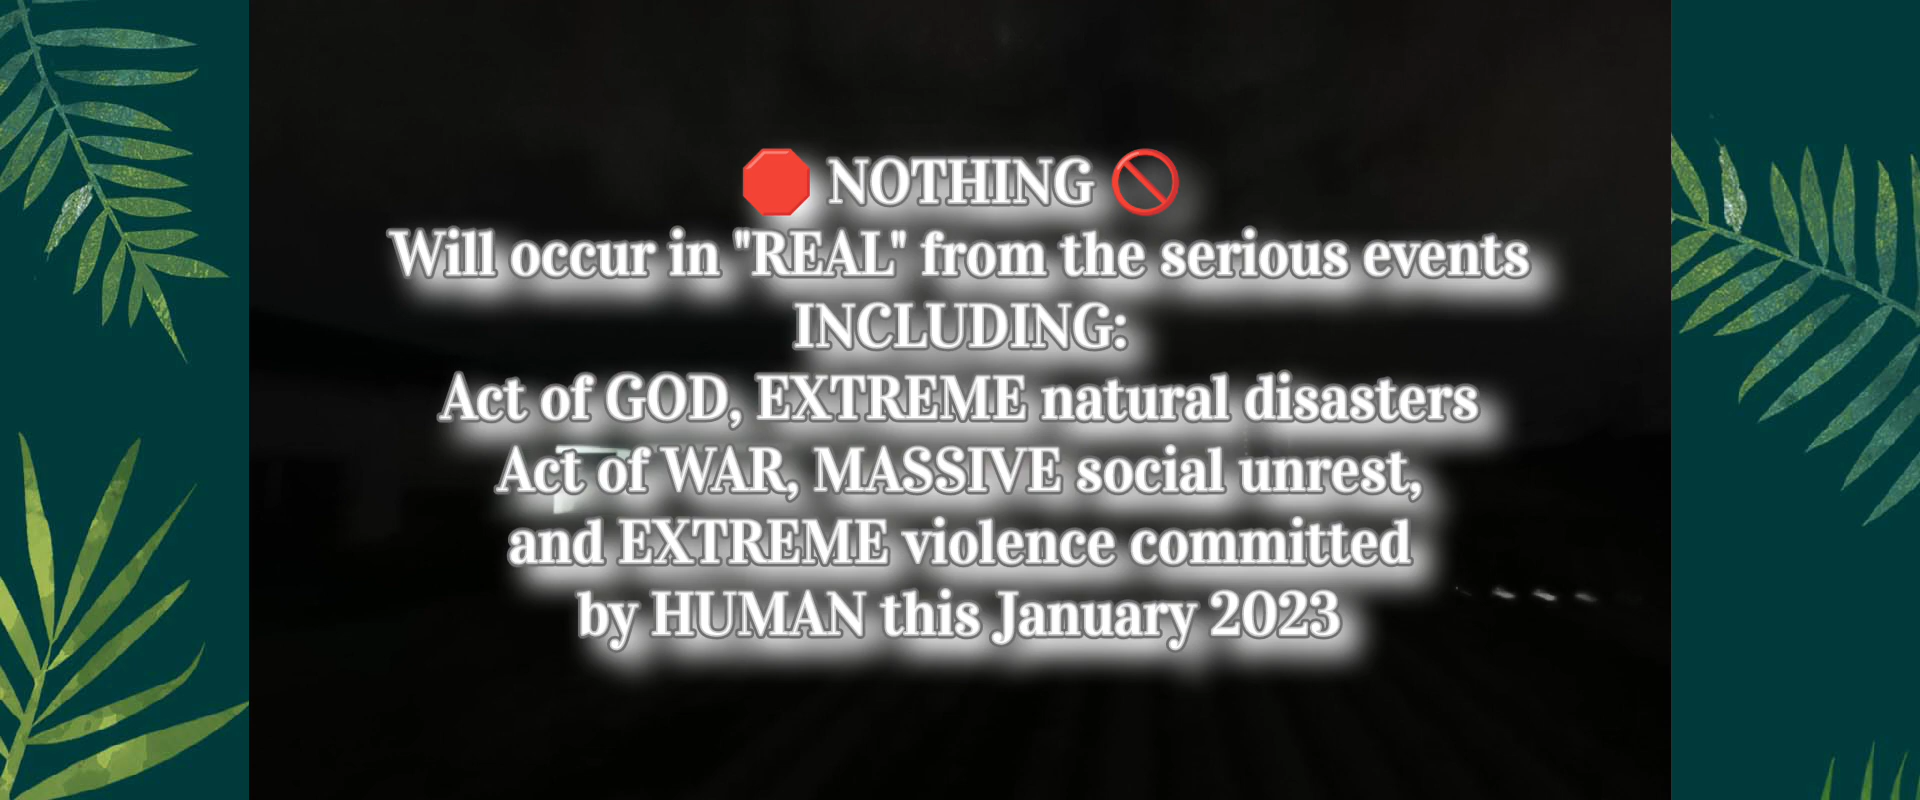 🛑 NOTHING 🚫
Will occur in "REAL" from the serious events
INCLUDING:
Act of GOD, EXTREME natural disasters
Act of WAR, MASSIVE social unrest,
and EXTREME violence committed
by HUMAN this January 2023